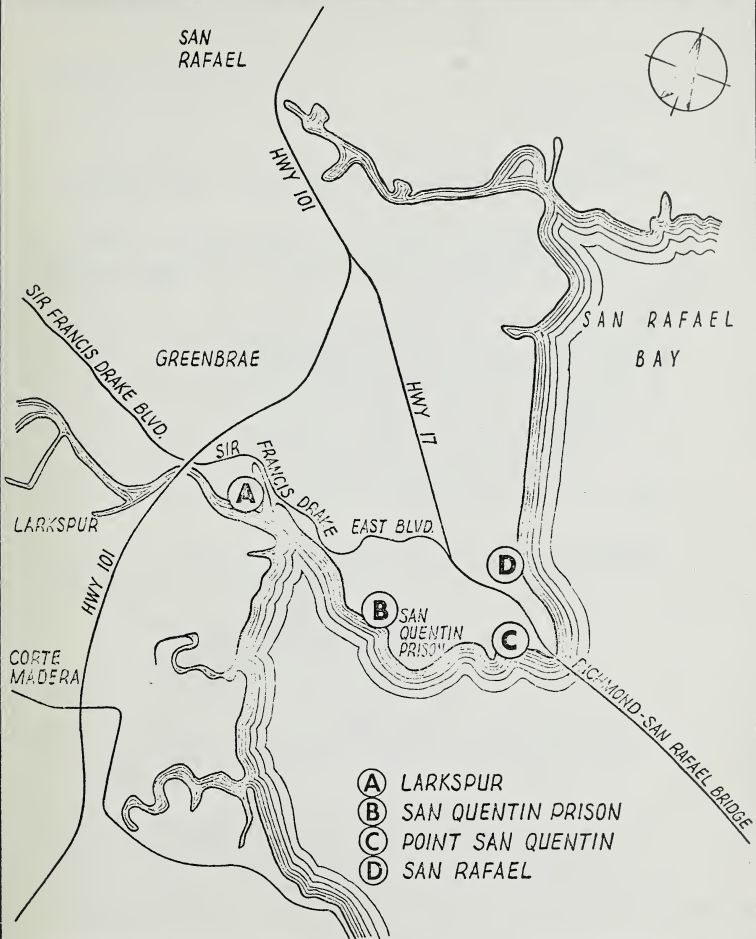 SAN
RAFAEL
HWY 101
SIR FRANCIS DRAKE BLVD.
GREENBRAE
SAN RAFAEL
BAY
HWY 17
SIR FRANCIS DRAKE EAST BLVD.
A
LARKSPUR
HWY 101
D
B
SAN
QUENTIN
PRISON
C
CORTE
MADERA
RICHMOND-SAN RAFAEL BRIDGE
A LARKSPUR
B SAN QUENTIN PRISON
C POINT SAN QUENTIN
D SAN RAFAEL